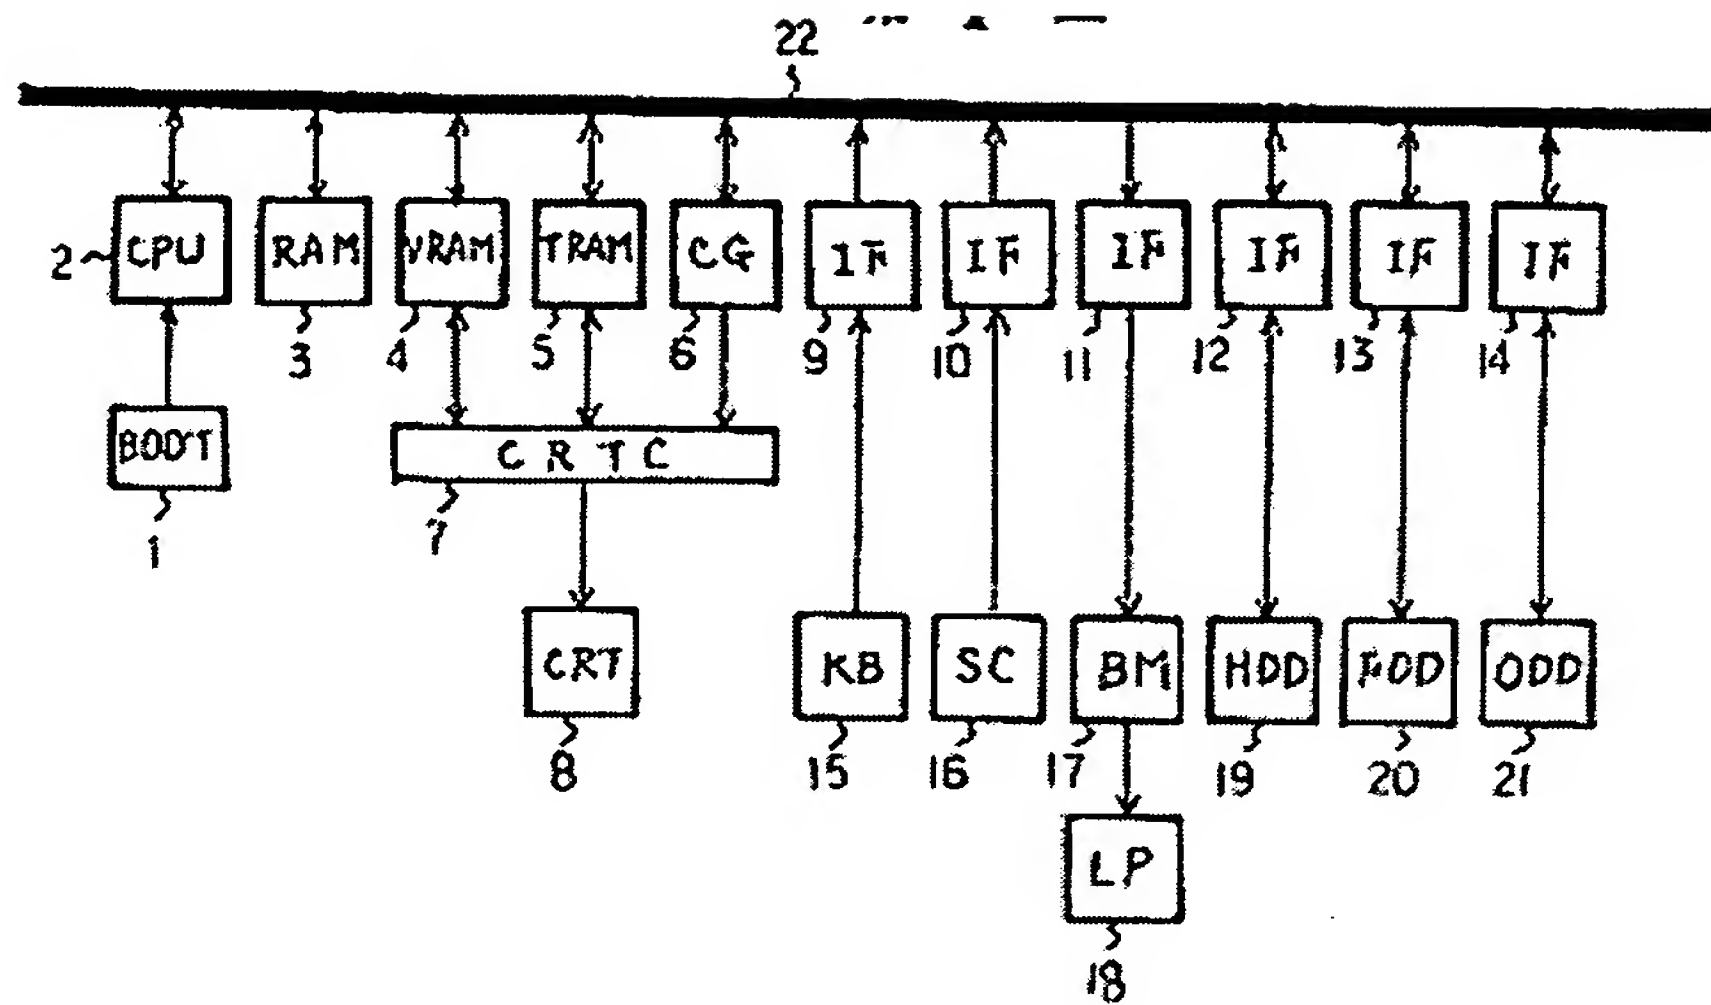 22
CPU RAM VRAM TRAM CG IF IF IF IF IF IF
2
3 4 5 6 9 10 11 12 13 14
BOOT CRTC
1 7
CRT KB SC BM HDD FDD ODD
8 15 16 17 19 20 21
LP
18